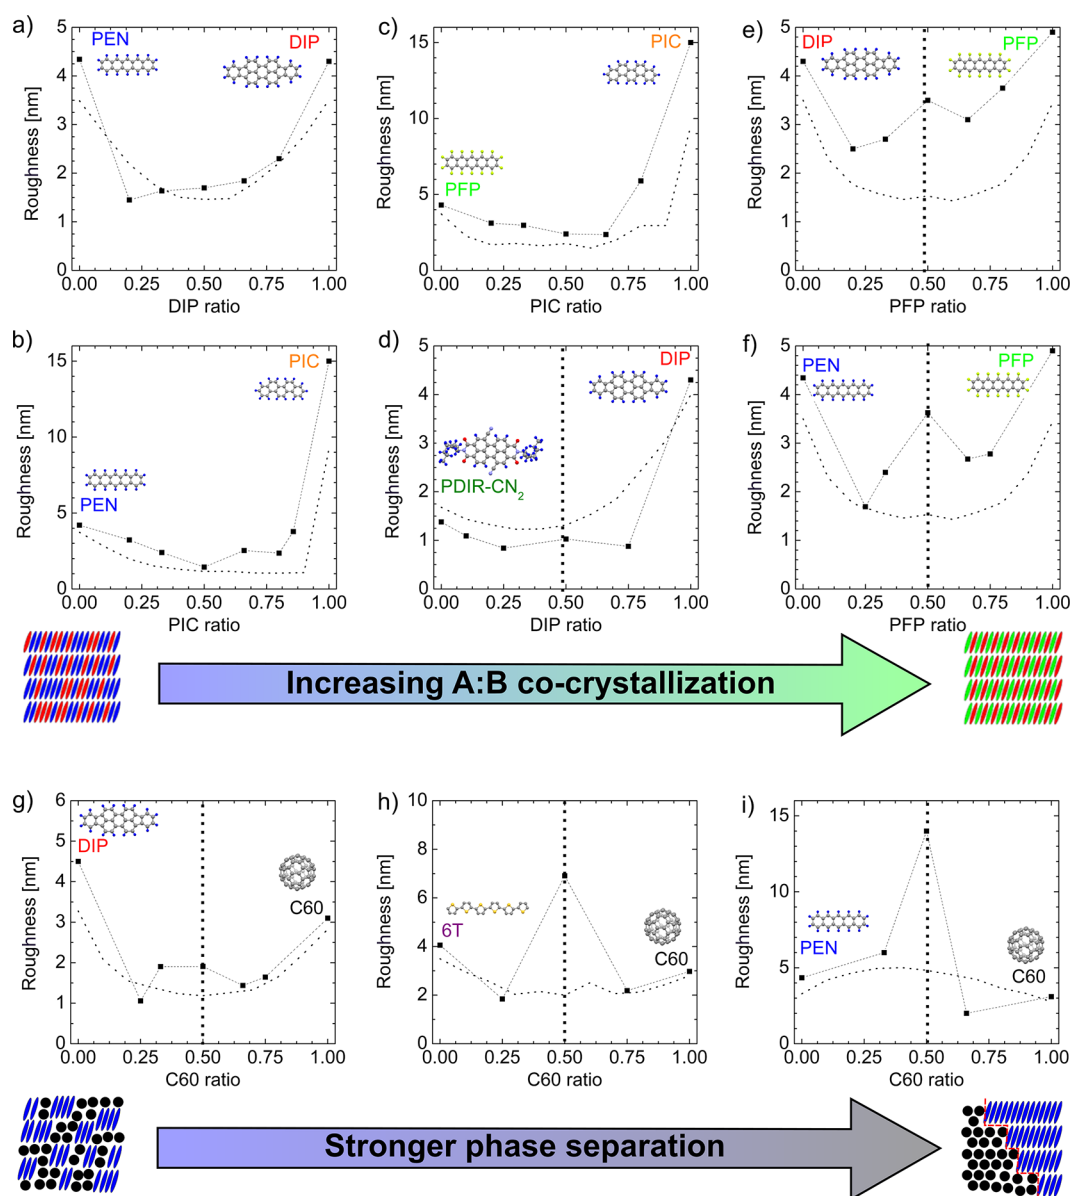 a)
PEN
DIP
Roughness [nm]
5
4
3
2
1
0
0.00 0.25 0.50 0.75 1.00
DIP ratio
c)
PIC
PFP
Roughness [nm]
15
10
5
0
0.00 0.25 0.50 0.75 1.00
PIC ratio
e)
DIP
PFP
Roughness [nm]
5
4
3
2
1
0
0.00 0.25 0.50 0.75 1.00
PFP ratio
b)
PIC
PEN
Roughness [nm]
15
10
5
0
0.00 0.25 0.50 0.75 1.00
PIC ratio
d)
DIP
PDIR-CN2
Roughness [nm]
5
4
3
2
1
0
0.00 0.25 0.50 0.75 1.00
DIP ratio
f)
PEN
PFP
Roughness [nm]
5
4
3
2
1
0
0.00 0.25 0.50 0.75 1.00
PFP ratio
Increasing A:B co-crystallization
g)
DIP
C60
Roughness [nm]
6
5
4
3
2
1
0
0.00 0.25 0.50 0.75 1.00
C60 ratio
h)
6T
C60
Roughness [nm]
10
8
6
4
2
0
0.00 0.25 0.50 0.75 1.00
C60 ratio
i)
PEN
C60
Roughness [nm]
15
10
5
0
0.00 0.25 0.50 0.75 1.00
C60 ratio
Stronger phase separation